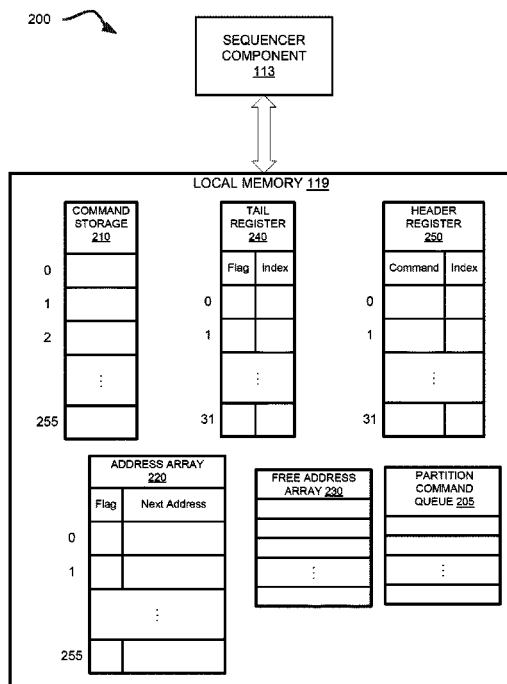 200
SEQUENCER
COMPONENT
113
LOCAL MEMORY 119
COMMAND
STORAGE
210
0
1
2
⋮
255
TAIL
REGISTER
240
Flag Index
0
1
⋮
31
HEADER
REGISTER
250
Command Index
0
1
⋮
31
ADDRESS ARRAY
220
Flag Next Address
0
1
⋮
255
FREE ADDRESS
ARRAY 230
⋮
PARTITION
COMMAND
QUEUE 205
⋮